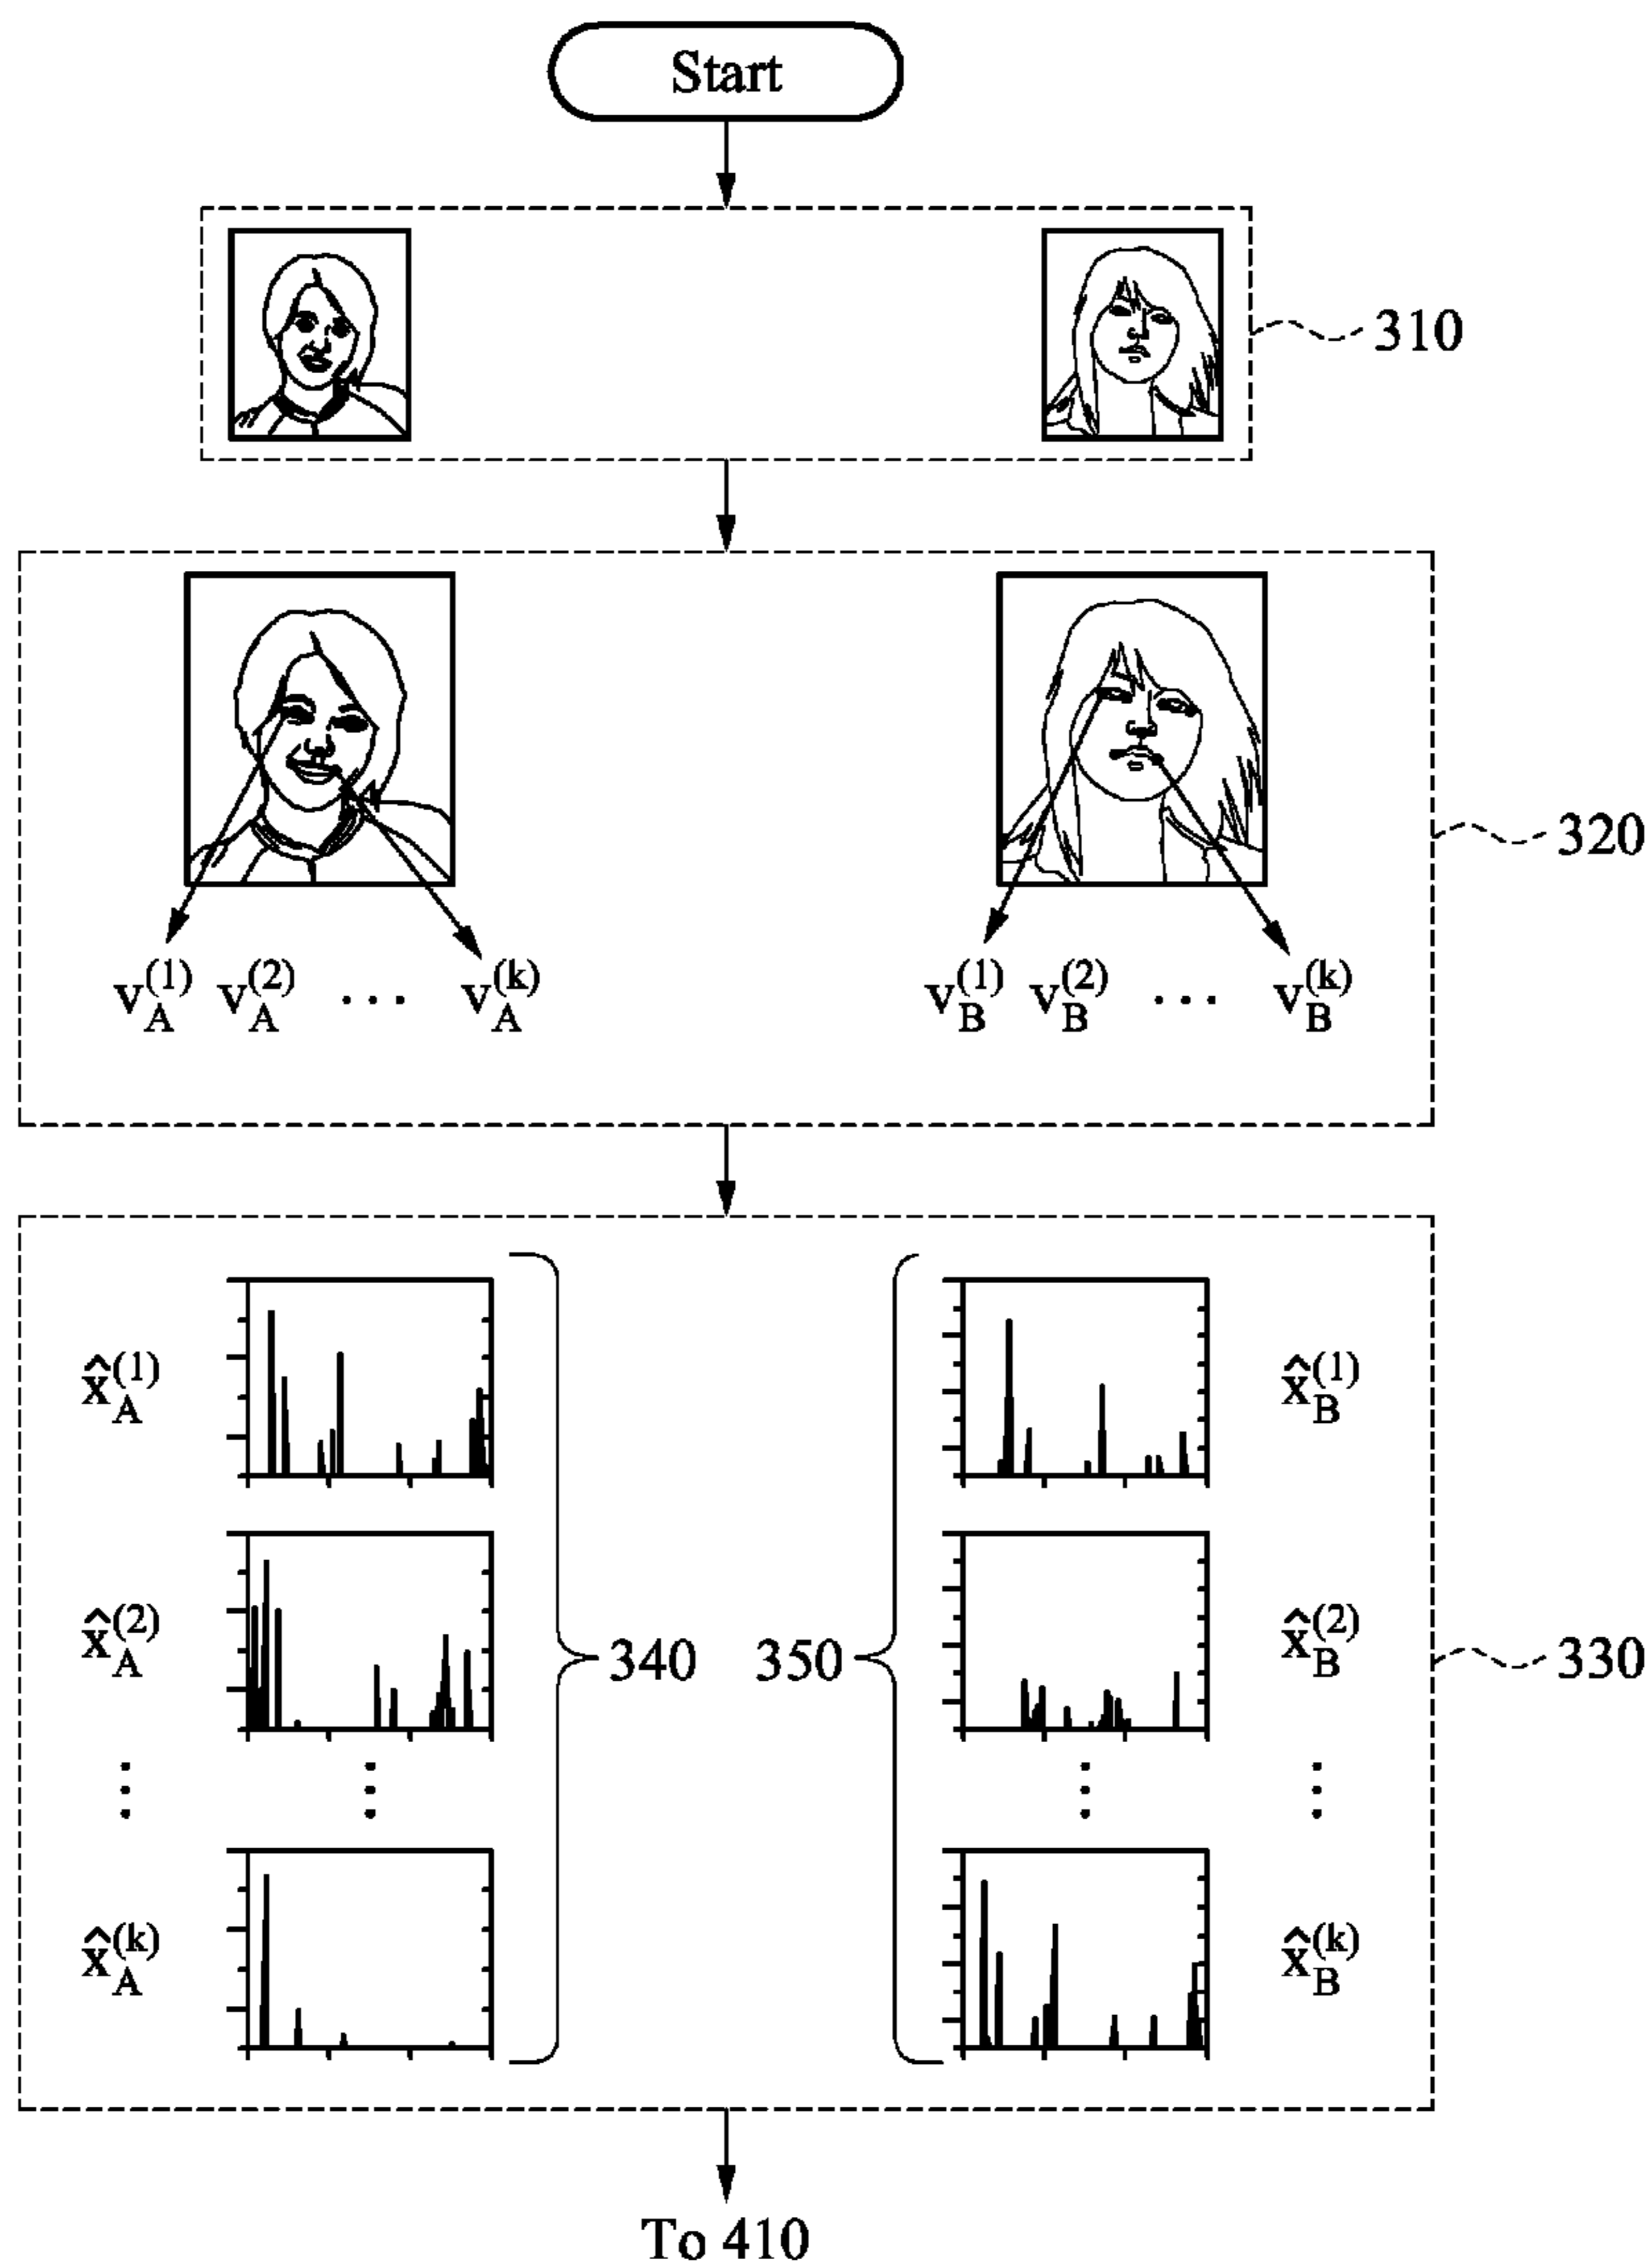 Start
310
v_A^(1) v_A^(2) ... v_A^(k)
v_B^(1) v_B^(2) ... v_B^(k)
320
x̂_A^(1)
x̂_B^(1)
x̂_A^(2)
340
350
x̂_B^(2)
330
x̂_A^(k)
x̂_B^(k)
To 410